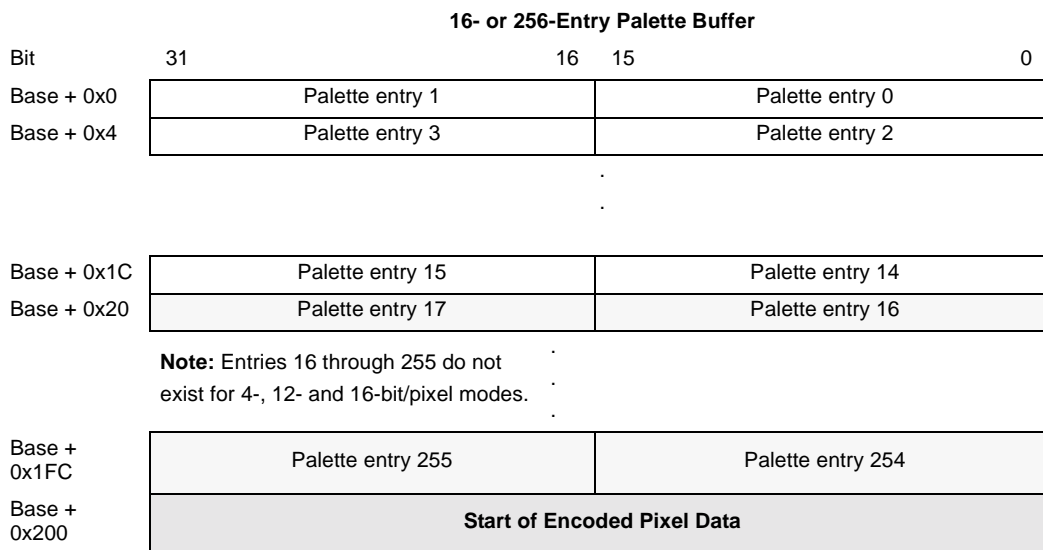 16- or 256-Entry Palette Buffer
Bit 31 16 15 0
Base + 0x0 Palette entry 1 Palette entry 0
Base + 0x4 Palette entry 3 Palette entry 2
.
.
Base + 0x1C Palette entry 15 Palette entry 14
Base + 0x20 Palette entry 17 Palette entry 16
Note: Entries 16 through 255 do not
exist for 4-, 12- and 16-bit/pixel modes.
.
.
.
Base +
0x1FC
Palette entry 255 Palette entry 254
Base +
0x200
Start of Encoded Pixel Data